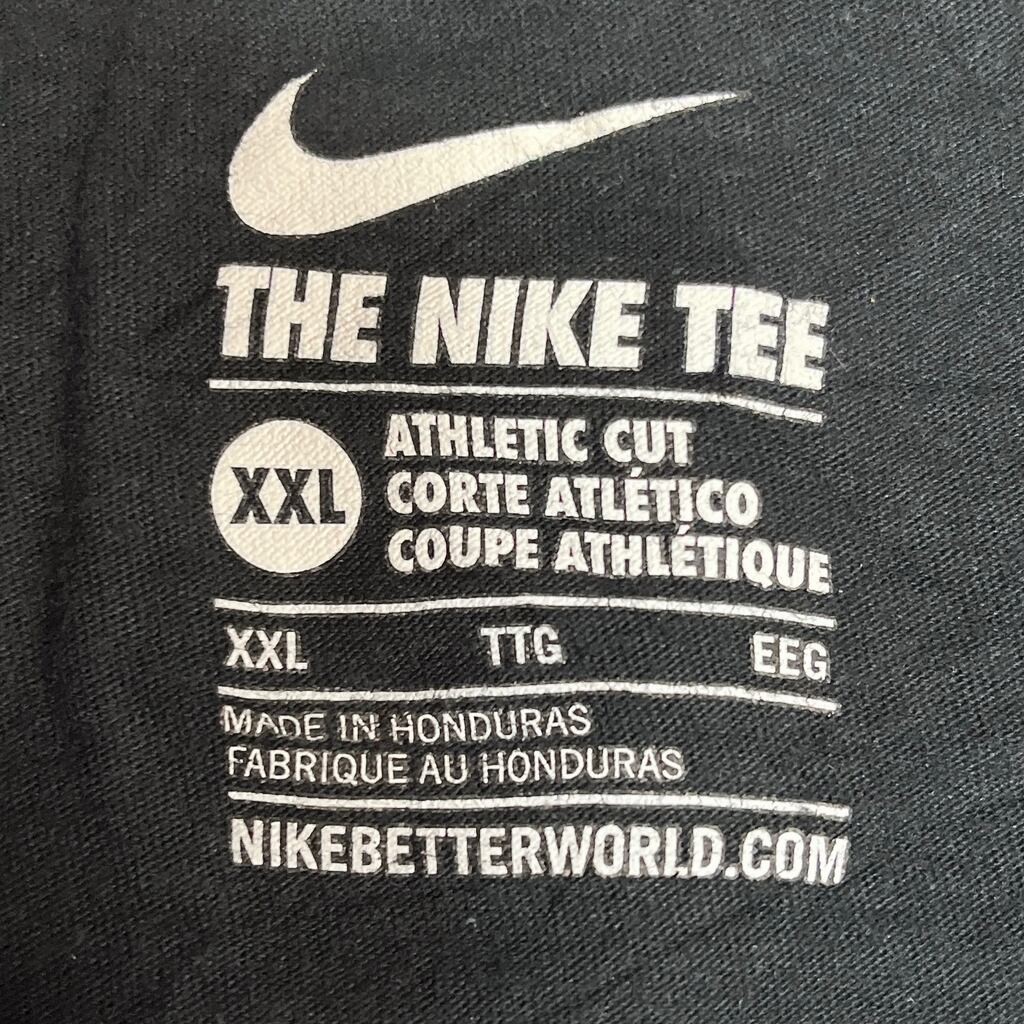 THE NIKE TEE
XXL
ATHLETIC CUT
CORTE ATLÉTICO
COUPE ATHLÉTIQUE
XXL TTG EEG
MADE IN HONDURAS
FABRIQUE AU HONDURAS
NIKEBETTERWORLD.COM